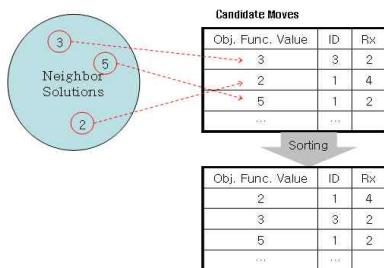 Candidate Moves
Obj. Func. Value ID Rx
3 3 2
2 1 4
5 1 2
... ...
3
5
Neighbor
Solutions
2
Sorting
Obj. Func. Value ID Rx
2 1 4
3 3 2
5 1 2
... ...